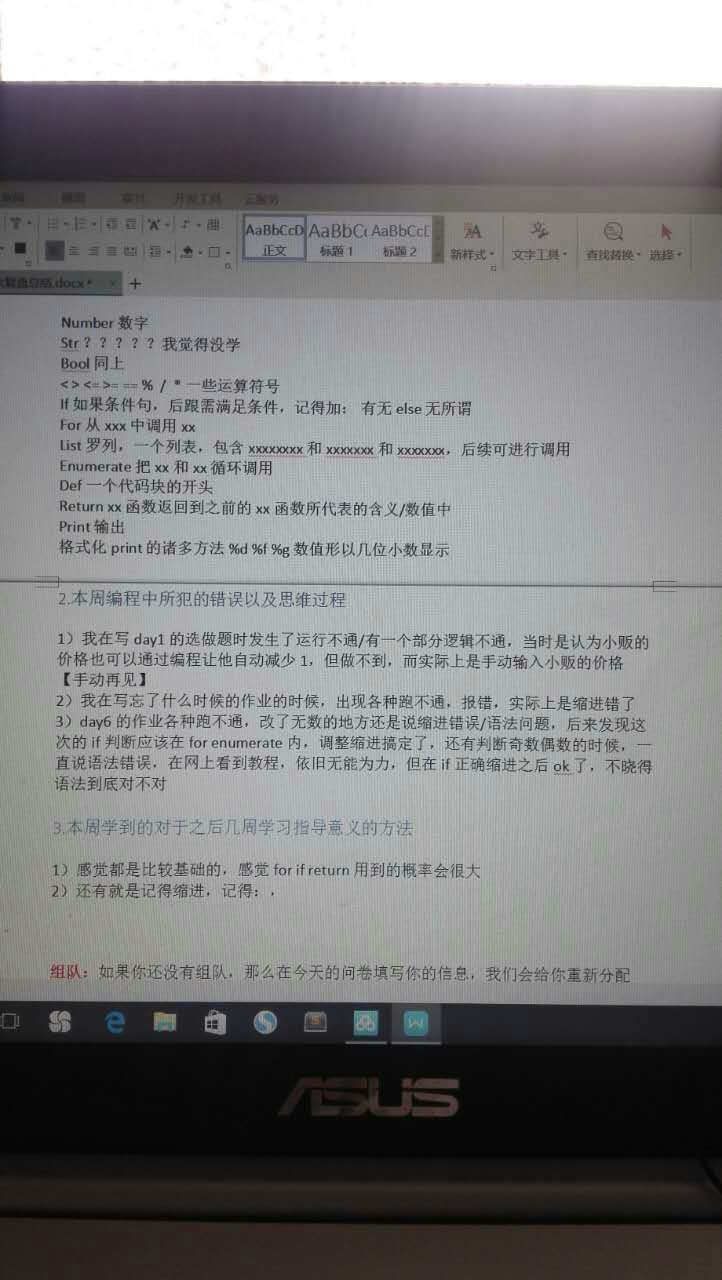 开发工具 云服务
AaBbCcD AaBbC AaBbCcD
正文 标题 1 标题 2 新样式 文字工具 查找替换 选择
总结.docx * × +
Number 数字
Str ? ? ? ? ? 我觉得没学
Bool 同上
< > <= >= == % / * 一些运算符号
If 如果条件句，后跟需满足条件，记得加： 有无 else 无所谓
For 从 xxx 中调用 xx
List 罗列，一个列表，包含 xxxxxxxx 和 xxxxxxx 和 xxxxxxx，后续可进行调用
Enumerate 把 xx 和 xx 循环调用
Def 一个代码块的开头
Return xx 函数返回到之前的 xx 函数所代表的含义/数值中
Print 输出
格式化 print 的诸多方法 %d %f %g 数值形以几位小数显示
2.本周编程中所犯的错误以及思维过程
1）我在写 day1 的选做题时发生了运行不通/有一个部分逻辑不通，当时是认为小贩的
价格也可以通过编程让他自动减少 1，但做不到，而实际上是手动输入小贩的价格
【手动再见】
2）我在写忘了什么时候的作业的时候，出现各种跑不通，报错，实际上是缩进错了
3）day6 的作业各种跑不通，改了无数的地方还是说缩进错误/语法问题，后来发现这
次的 if 判断应该在 for enumerate 内，调整缩进搞定了，还有判断奇数偶数的时候，一
直说语法错误，在网上看到教程，依旧无能为力，但在 if 正确缩进之后 ok 了，不晓得
语法到底对不对
3.本周学到的对于之后几周学习指导意义的方法
1）感觉都是比较基础的，感觉 for if return 用到的概率会很大
2）还有就是记得缩进，记得：，
组队：如果你还没有组队，那么在今天的问卷填写你的信息，我们会给你重新分配
ASUS